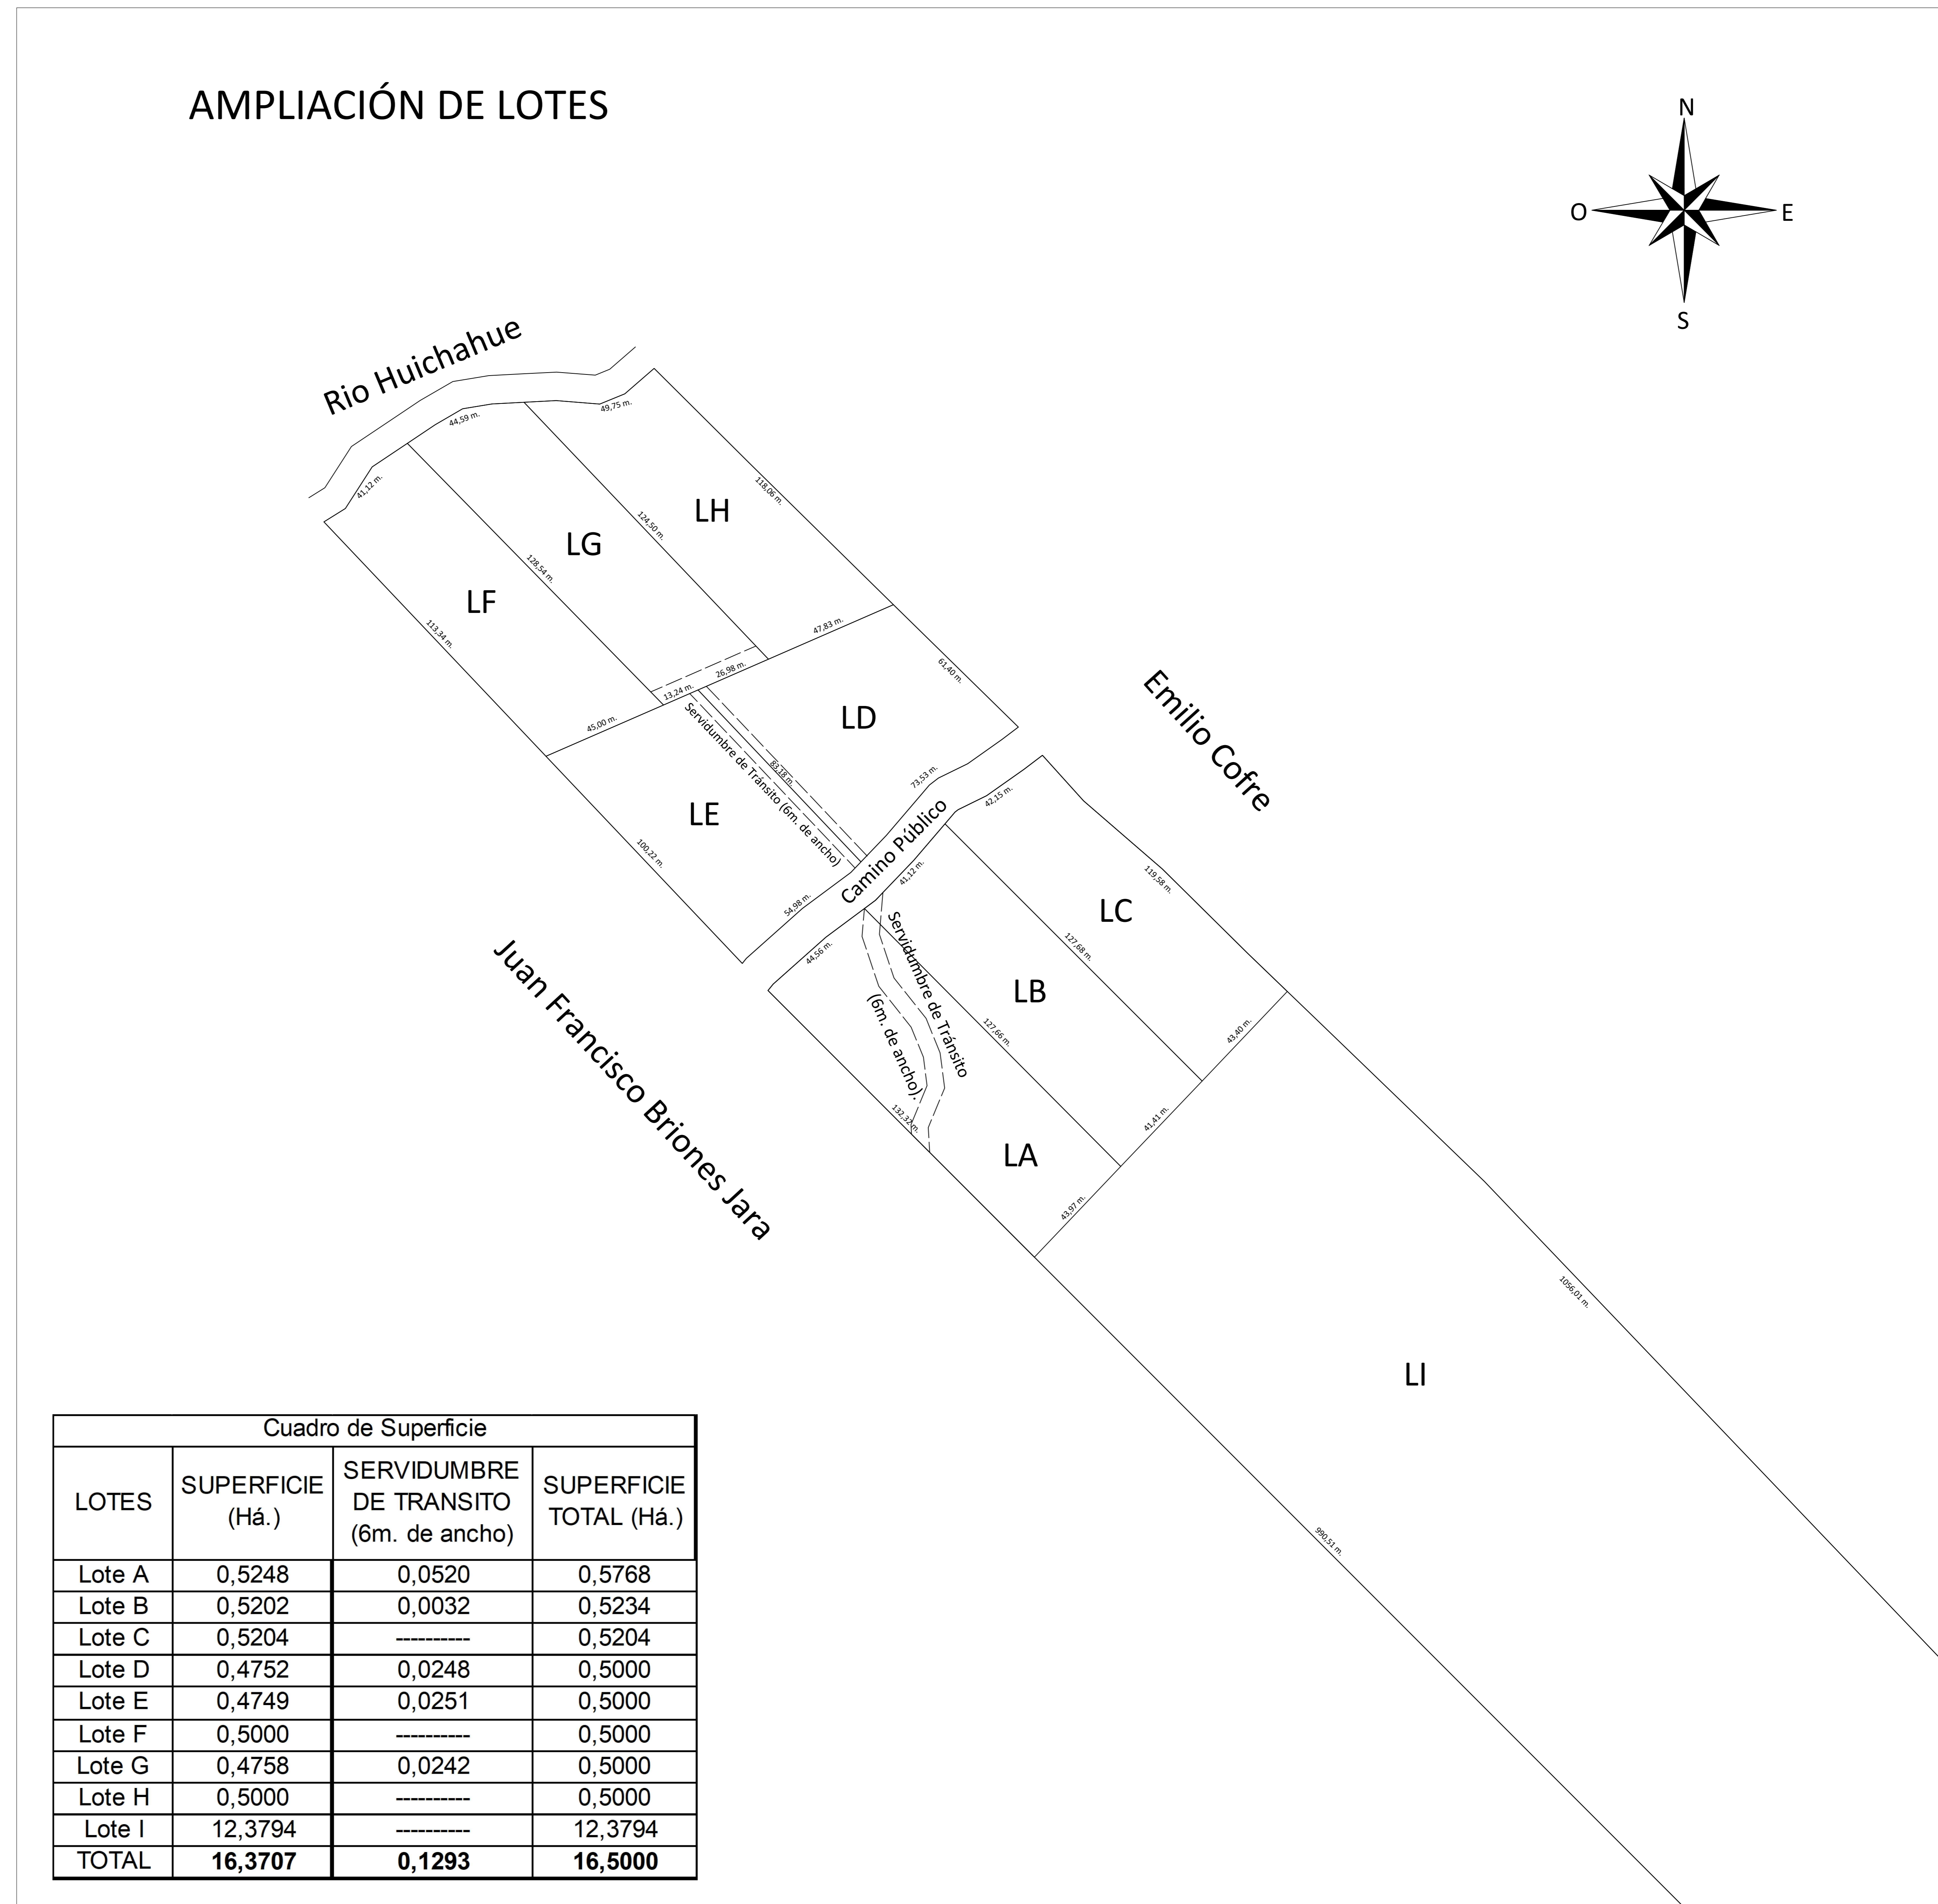 AMPLIACIÓN DE LOTES
N
O
E
S
Rio Huichahue
49,75 m.
44,59 m.
41,12 m.
118,06 m.
LH
124,50 m.
LG
128,54 m.
LF
113,34 m.
47,83 m.
26,98 m.
13,24 m.
45,00 m.
61,40 m.
Emilio Cofre
LD
Servidumbre de Tránsito (6m. de ancho)
83,18 m.
73,53 m.
LE
100,22 m.
54,98 m.
Camino Público
42,15 m.
41,12 m.
44,56 m.
119,58 m.
LC
127,68 m.
LB
Servidumbre de Tránsito
(6m. de ancho).
127,66 m.
Juan Francisco Briones Jara
132,32 m.
LA
43,40 m.
41,41 m.
43,97 m.
1056,01 m.
LI
990,51 m.
Cuadro de Superficie
LOTES SUPERFICIE (Há.) SERVIDUMBRE DE TRANSITO (6m. de ancho) SUPERFICIE TOTAL (Há.)
Lote A 0,5248 0,0520 0,5768
Lote B 0,5202 0,0032 0,5234
Lote C 0,5204 ---------- 0,5204
Lote D 0,4752 0,0248 0,5000
Lote E 0,4749 0,0251 0,5000
Lote F 0,5000 ---------- 0,5000
Lote G 0,4758 0,0242 0,5000
Lote H 0,5000 ---------- 0,5000
Lote I 12,3794 ---------- 12,3794
TOTAL 16,3707 0,1293 16,5000